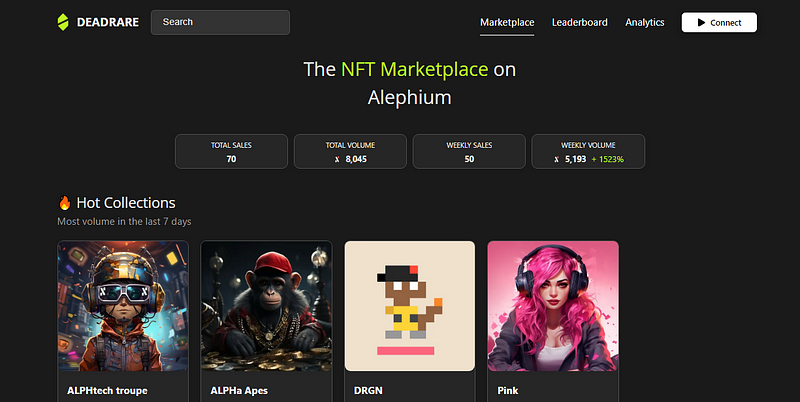 DEADRARE
Search
Marketplace
Leaderboard
Analytics
Connect
The NFT Marketplace on
Alephium
TOTAL SALES
70
TOTAL VOLUME
8,045
WEEKLY SALES
50
WEEKLY VOLUME
5,193 + 1523%
Hot Collections
Most volume in the last 7 days
X X
ALPHtech troupe
ALPHa Apes
DRGN
Pink